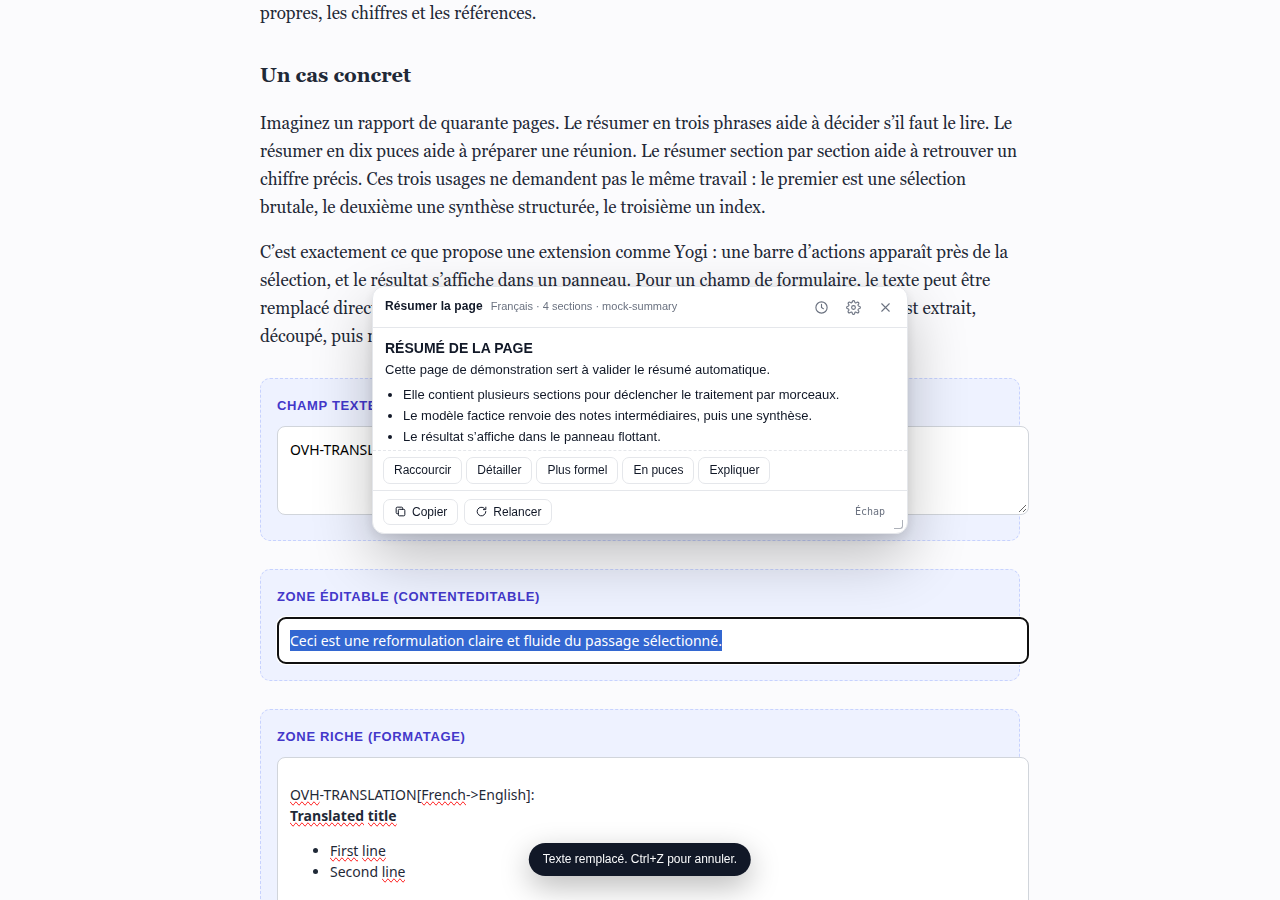 propres, les chiffres et les références.
Un cas concret
Imaginez un rapport de quarante pages. Le résumer en trois phrases aide à décider s’il faut le lire. Le
résumer en dix puces aide à préparer une réunion. Le résumer section par section aide à retrouver un
chiffre précis. Ces trois usages ne demandent pas le même travail : le premier est une sélection
brutale, le deuxième une synthèse structurée, le troisième un index.
C’est exactement ce que propose une extension comme Yogi : une barre d’actions apparaît près de la
sélection, et le résultat s’affiche dans un panneau. Pour un champ de formulaire, le texte peut être
remplacé
st extrait,
découpé, puis
Résumer la page Français · 4 sections · mock-summary
RÉSUMÉ DE LA PAGE
Cette page de démonstration sert à valider le résumé automatique.
• Elle contient plusieurs sections pour déclencher le traitement par morceaux.
• Le modèle factice renvoie des notes intermédiaires, puis une synthèse.
• Le résultat s’affiche dans le panneau flottant.
Raccourcir Détailler Plus formel En puces Expliquer
Copier Relancer Échap
CHAMP TEXTE
OVH-TRANSL
ZONE ÉDITABLE (CONTENTEDITABLE)
Ceci est une reformulation claire et fluide du passage sélectionné.
ZONE RICHE (FORMATAGE)
OVH-TRANSLATION[French->English]:
Translated title
• First line
• Second line
Texte remplacé. Ctrl+Z pour annuler.